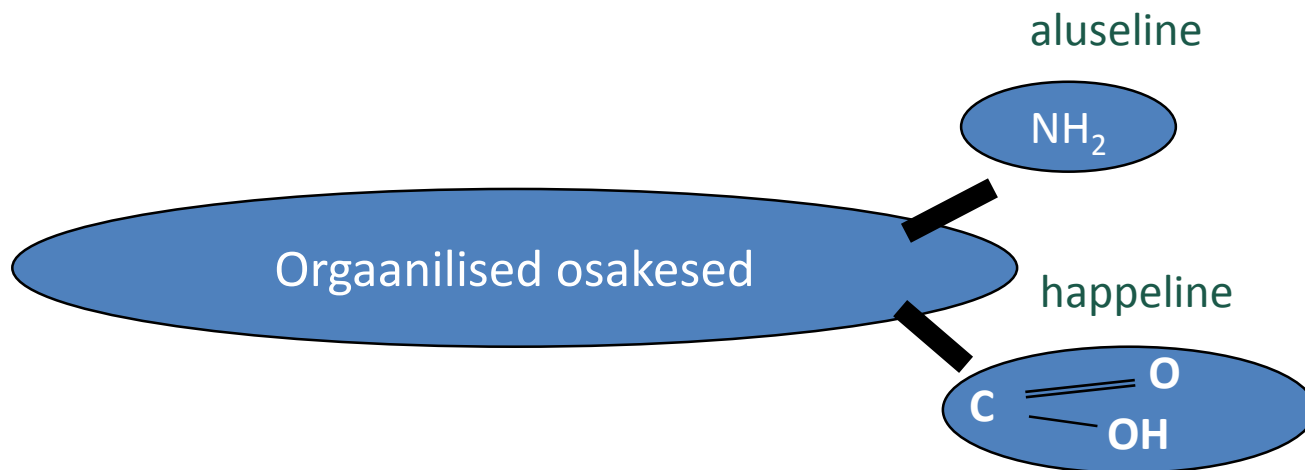 aluseline
NH₂
Orgaanilised osakesed
happeline
O
C
OH